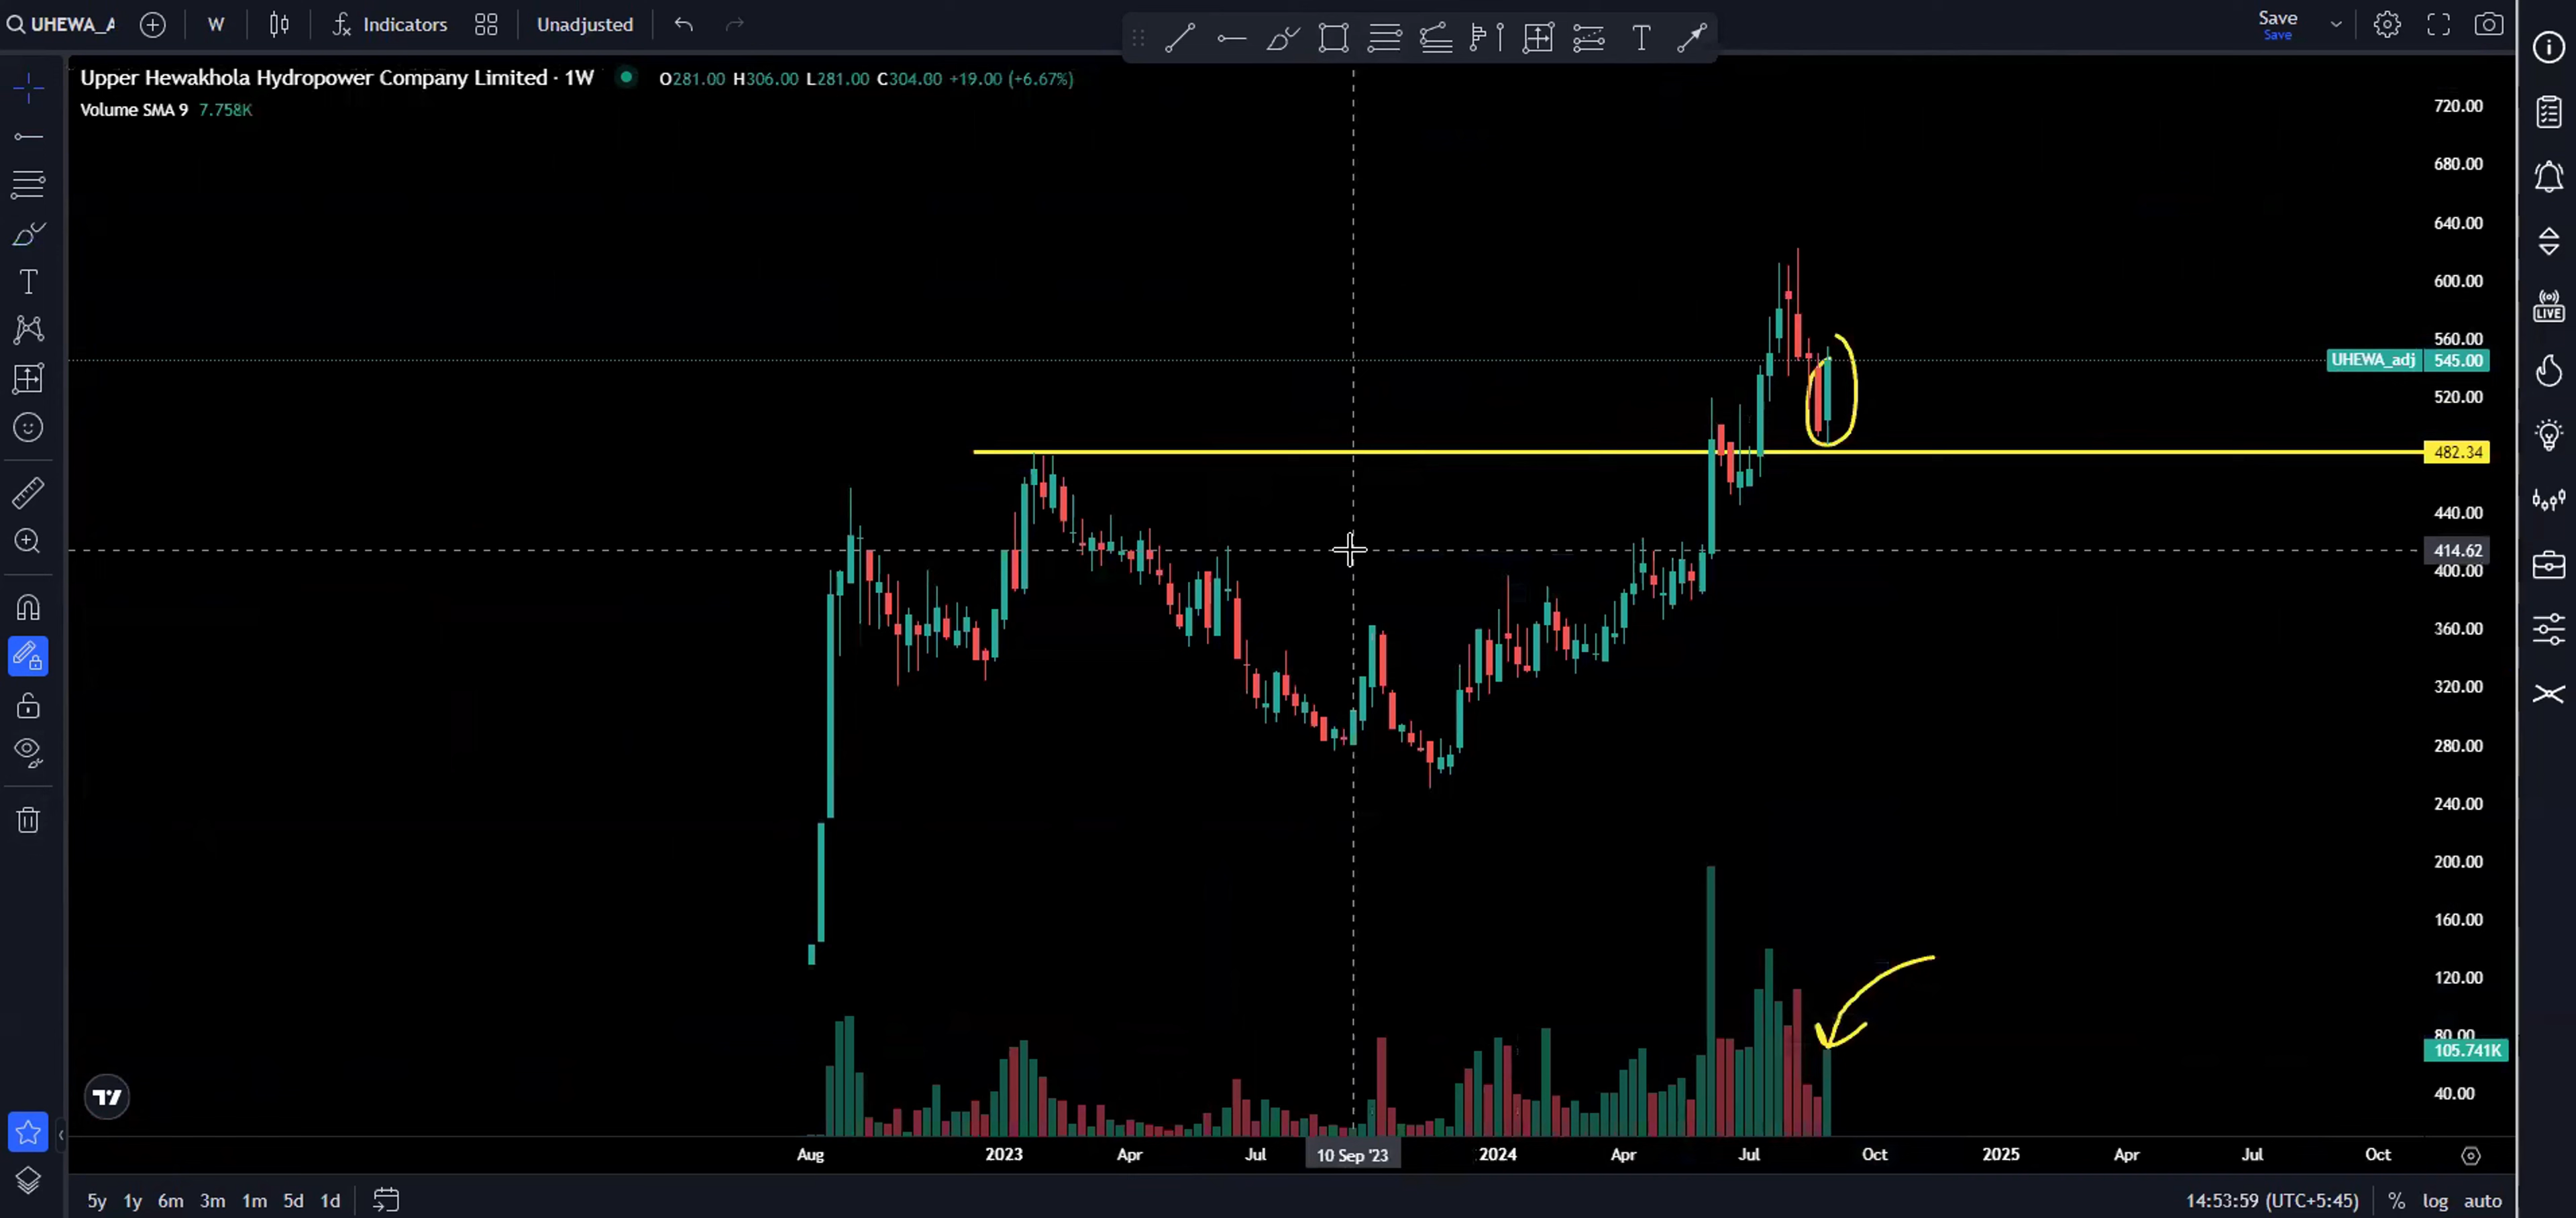 UHEWA_A W Indicators Unadjusted Save
Save
Upper Hewakhola Hydropower Company Limited · 1W O281.00 H306.00 L281.00 C304.00 +19.00 (+6.67%)
Volume SMA 9 7.758K
LIVE
720.00
680.00
640.00
600.00
560.00
UHEWA_adj 545.00
520.00
482.34
440.00
414.62
400.00
360.00
320.00
280.00
240.00
200.00
160.00
120.00
80.00
105.741K
40.00
Aug 2023 Apr Jul 10 Sep '23 2024 Apr Jul Oct 2025 Apr Jul Oct
5y 1y 6m 3m 1m 5d 1d 14:53:59 (UTC+5:45) % log auto